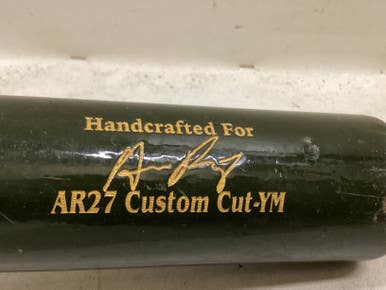 Handcrafted For
AR27 Custom Cut-YM